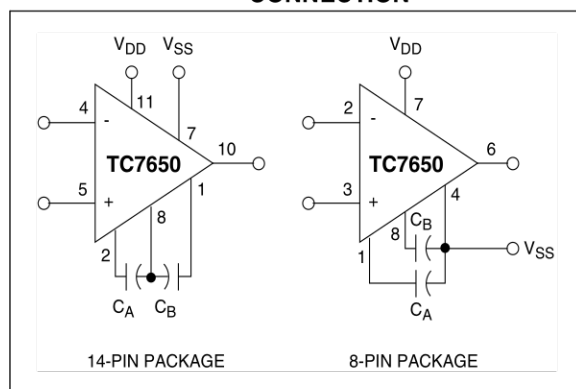 CONNECTION
VDD VSS
11
4
-
7
10
TC7650
5
+
8
1
2
CA CB
14-PIN PACKAGE
VDD
7
2
-
6
TC7650
3
+
4
CB
8
VSS
1
CA
8-PIN PACKAGE